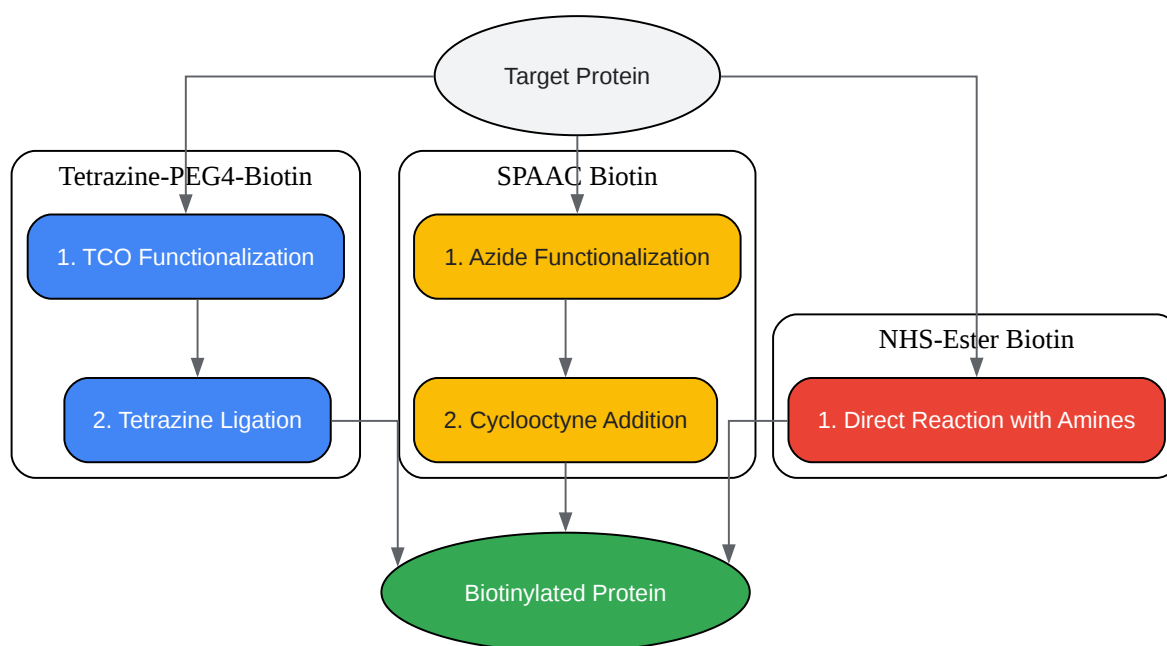 Target Protein
Tetrazine-PEG4-Biotin
SPAAC Biotin
1. TCO Functionalization
1. Azide Functionalization
NHS-Ester Biotin
2. Tetrazine Ligation
2. Cyclooctyne Addition
1. Direct Reaction with Amines
Biotinylated Protein